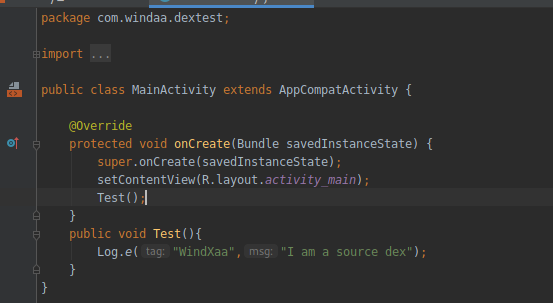 package com.windaa.dextest;
import ...
public class MainActivity extends AppCompatActivity {
@Override
protected void onCreate(Bundle savedInstanceState) {
super.onCreate(savedInstanceState);
setContentView(R.layout.activity_main);
Test();
}
public void Test(){
Log.e( tag: "WindXaa", msg: "I am a source dex");
}
}